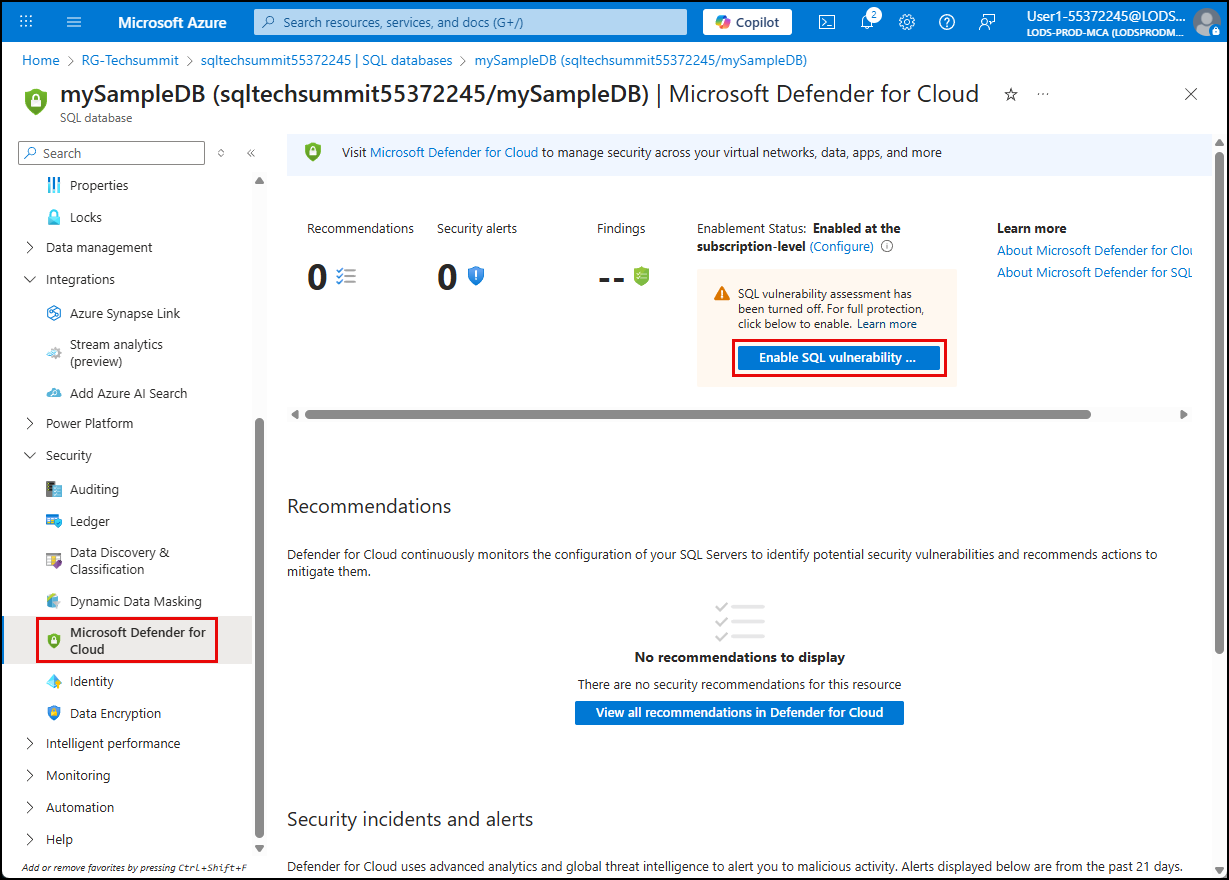 Microsoft Azure
Search resources, services, and docs (G+/)
Copilot
2
User1-55372245@LODS...
LODS-PROD-MCA (LODSPRODM...
Home > RG-Techsummit > sqltechsummit55372245 | SQL databases > mySampleDB (sqltechsummit55372245/mySampleDB)
mySampleDB (sqltechsummit55372245/mySampleDB) | Microsoft Defender for Cloud
SQL database
Search
Properties
Locks
Data management
Integrations
Azure Synapse Link
Stream analytics
(preview)
Add Azure AI Search
Power Platform
Security
Auditing
Ledger
Data Discovery &
Classification
Dynamic Data Masking
Microsoft Defender for
Cloud
Identity
Data Encryption
Intelligent performance
Monitoring
Automation
Help
Add or remove favorites by pressing Ctrl+Shift+F
Visit Microsoft Defender for Cloud to manage security across your virtual networks, data, apps, and more
Recommendations
0
Security alerts
0
Findings
--
Enablement Status: Enabled at the
subscription-level (Configure)
SQL vulnerability assessment has
been turned off. For full protection,
click below to enable. Learn more
Enable SQL vulnerability ...
Learn more
About Microsoft Defender for Clou
About Microsoft Defender for SQL
Recommendations
Defender for Cloud continuously monitors the configuration of your SQL Servers to identify potential security vulnerabilities and recommends actions to
mitigate them.
No recommendations to display
There are no security recommendations for this resource
View all recommendations in Defender for Cloud
Security incidents and alerts
Defender for Cloud uses advanced analytics and global threat intelligence to alert you to malicious activity. Alerts displayed below are from the past 21 days.